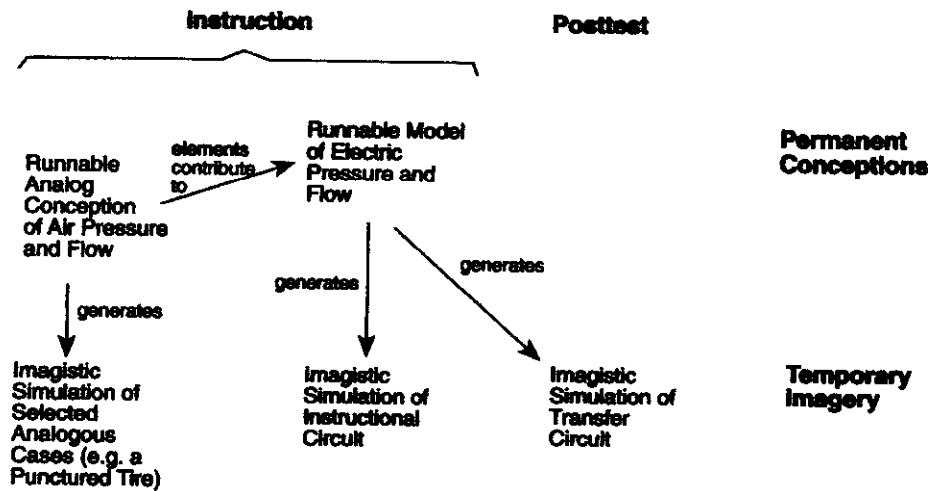 Instruction
Posttest
Runnable
Analog
Conception
of Air Pressure
and Flow
elements
contribute
to
Runnable Model
of Electric
Pressure and
Flow
Permanent
Conceptions
generates
generates
generates
Imagistic
Simulation of
Selected
Analogous
Cases (e.g. a
Punctured Tire)
Imagistic
Simulation of
Instructional
Circuit
Imagistic
Simulation of
Transfer
Circuit
Temporary
Imagery